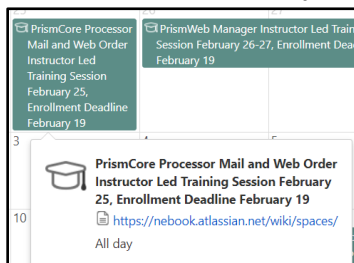 25
26
27
PrismCore Processor
Mail and Web Order
Instructor Led
Training Session
February 25,
Enrollment Deadline
February 19
PrismWeb Manager Instructor Led Train
Session February 26-27, Enrollment Dea
February 19
3
4
5
PrismCore Processor Mail and Web Order
Instructor Led Training Session February
25, Enrollment Deadline February 19
https://nebook.atlassian.net/wiki/spaces/
All day
10